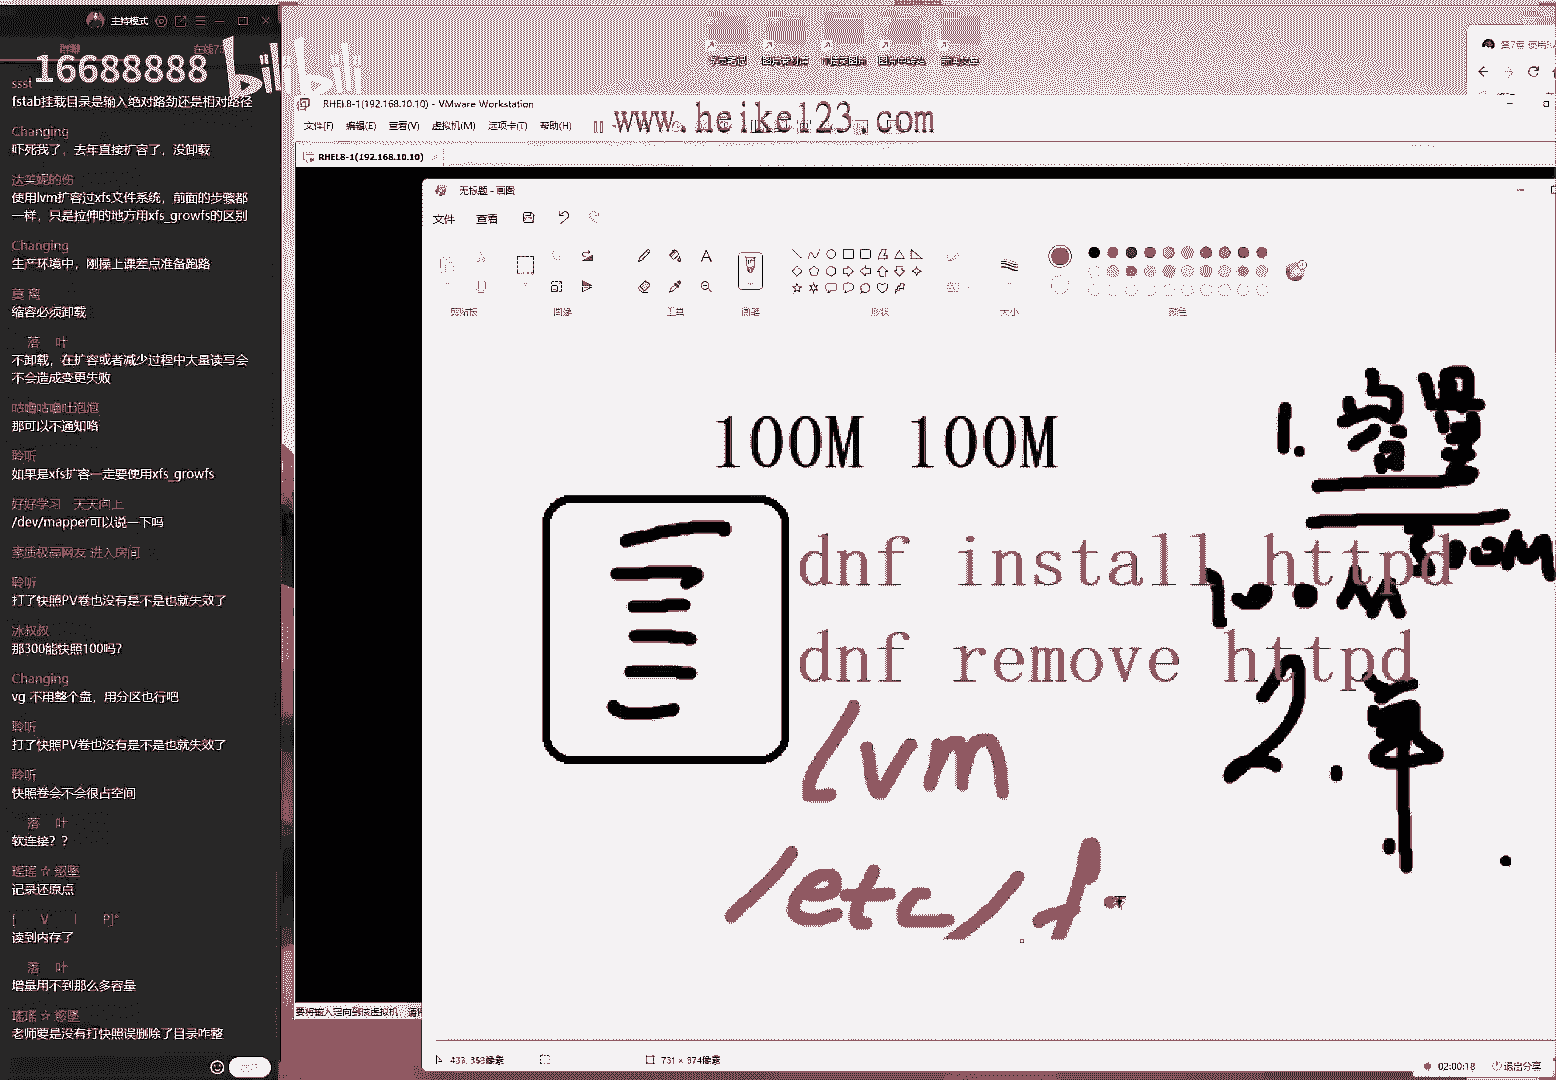 主持模式
16688888
bilibili
ssst
fstab挂载目录是输入绝对路劲还是相对路径
Changing
吓死我了，去年直接扩容了，没卸载
达芙妮的伤
使用lvm扩容过xfs文件系统，前面的步骤都
一样，只是拉伸的地方用xfs_growfs的区别
Changing
生产环境中，刚操上课差点准备跑路
莫 离
缩容必须卸载
落 叶
不卸载，在扩容或者减少过程中大量读写会
不会造成变更失败
咕噜咕噜吐泡泡
那可以不通知咯
聆听
如果是xfs扩容一定要使用xfs_growfs
好好学习 天天向上
/dev/mapper可以说一下吗
素质极高网友 进入房间
聆听
打了快照PV卷也没有是不是也就失效了
冰叔叔
那300能快照100吗?
Changing
vg 不用整个盘，用分区也行吧
聆听
打了快照PV卷也没有是不是也就失效了
聆听
快照卷会不会很占空间
落 叶
软连接？？
记录还原点
[ V | P]*
读到内存了
落 叶
增量用不到那么多容量
老师要是没有打快照误删除了目录咋整
RHEL8-1(192.168.10.10) - VMware Workstation
文件(F) 编辑(E) 查看(V) 虚拟机(M) 选项卡(T) 帮助(H)
www.heike123.com
RHEL8-1(192.168.10.10)
无标题 - 画图
文件 查看
剪贴板 图像 工具 画笔 形状 大小 颜色
100M 100M
1. 容量
dnf install httpd
100M
dnf remove httpd
2. 单
lvm
/etc/f
要将输入定向到该虚拟机，请
433, 353像素
731 × 374像素
02:00:18
退出分享